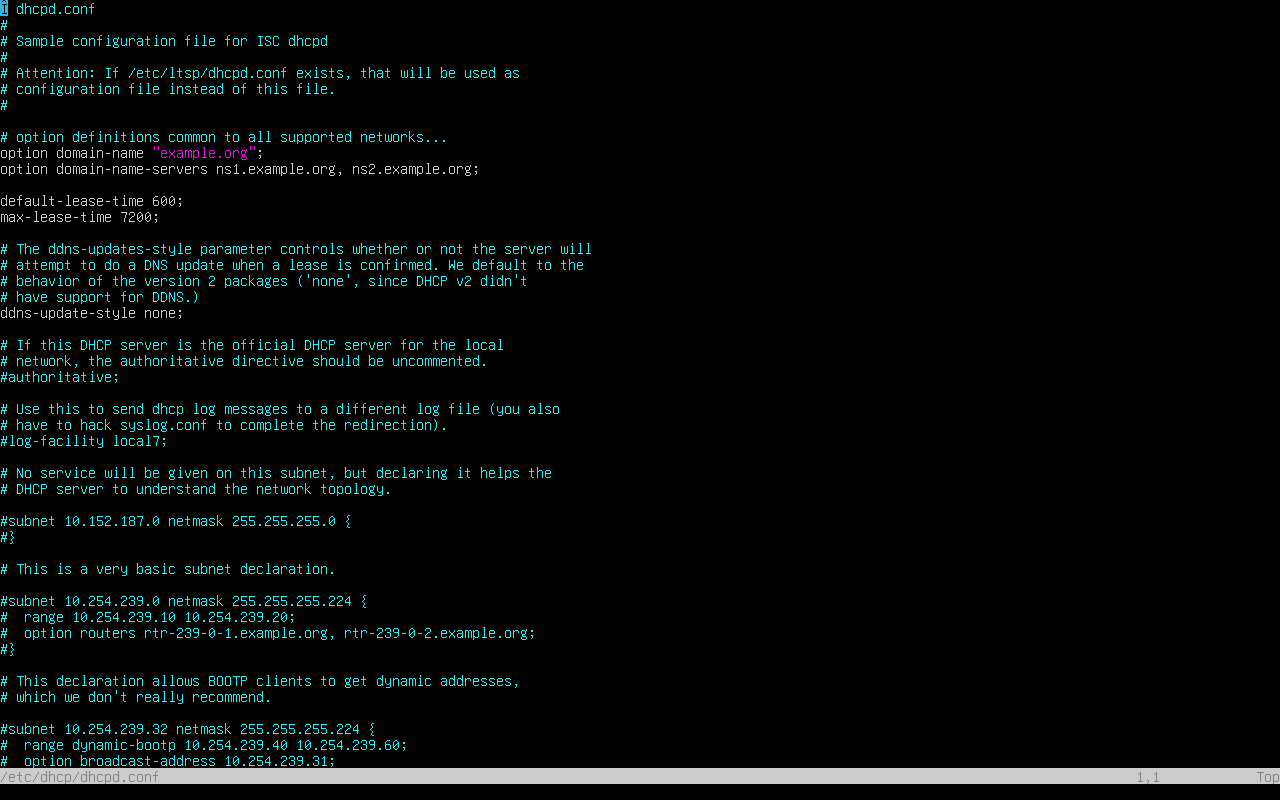 # dhcpd.conf
#
# Sample configuration file for ISC dhcpd
#
# Attention: If /etc/ltsp/dhcpd.conf exists, that will be used as
# configuration file instead of this file.
#
# option definitions common to all supported networks...
option domain-name "example.org";
option domain-name-servers ns1.example.org, ns2.example.org;
default-lease-time 600;
max-lease-time 7200;
# The ddns-updates-style parameter controls whether or not the server will
# attempt to do a DNS update when a lease is confirmed. We default to the
# behavior of the version 2 packages ('none', since DHCP v2 didn't
# have support for DDNS.)
ddns-update-style none;
# If this DHCP server is the official DHCP server for the local
# network, the authoritative directive should be uncommented.
#authoritative;
# Use this to send dhcp log messages to a different log file (you also
# have to hack syslog.conf to complete the redirection).
#log-facility local7;
# No service will be given on this subnet, but declaring it helps the
# DHCP server to understand the network topology.
#subnet 10.152.187.0 netmask 255.255.255.0 {
#}
# This is a very basic subnet declaration.
#subnet 10.254.239.0 netmask 255.255.255.224 {
#  range 10.254.239.10 10.254.239.20;
#  option routers rtr-239-0-1.example.org, rtr-239-0-2.example.org;
#}
# This declaration allows BOOTP clients to get dynamic addresses,
# which we don't really recommend.
#subnet 10.254.239.32 netmask 255.255.255.224 {
#  range dynamic-bootp 10.254.239.40 10.254.239.60;
#  option broadcast-address 10.254.239.31;
/etc/dhcp/dhcpd.conf 1,1 Top